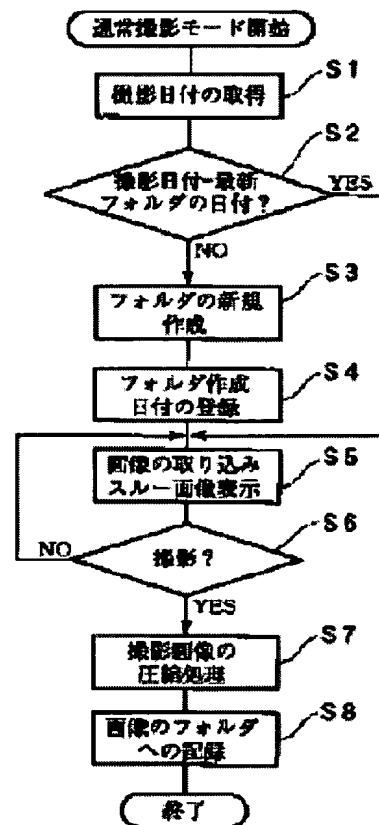 通常撮影モード開始
S1
撮影日付の取得
S2
撮影日付=最新
フォルダの日付?
YES
NO
S3
フォルダの新規
作成
S4
フォルダ作成
日付の登録
S5
画像の取り込み
スルー画像表示
S6
撮影?
NO
YES
S7
撮影画像の
圧縮処理
S8
画像のフォルダ
への記録
終了